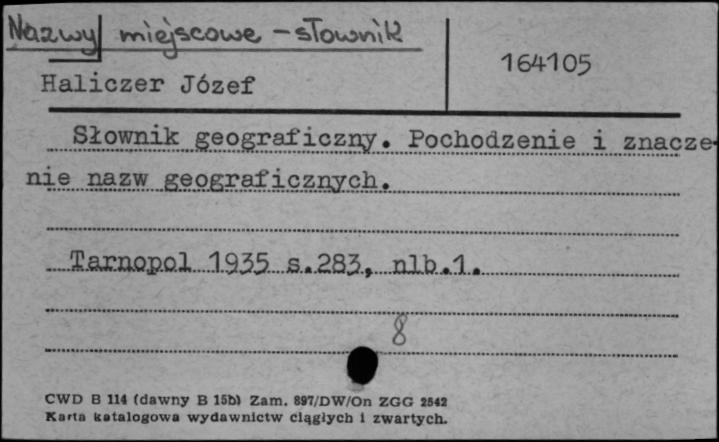 Nazwy miejscowe - słownik
164105
Haliczer Józef
Słownik geograficzny. Pochodzenie i znacze-
nie nazw geograficznych.
Tarnopol 1935 s.283, nlb.1.
8
CWD B 114 (dawny B 15b) Zam. 897/DW/On ZGG 2542
Karta katalogowa wydawnictw ciągłych i zwartych.